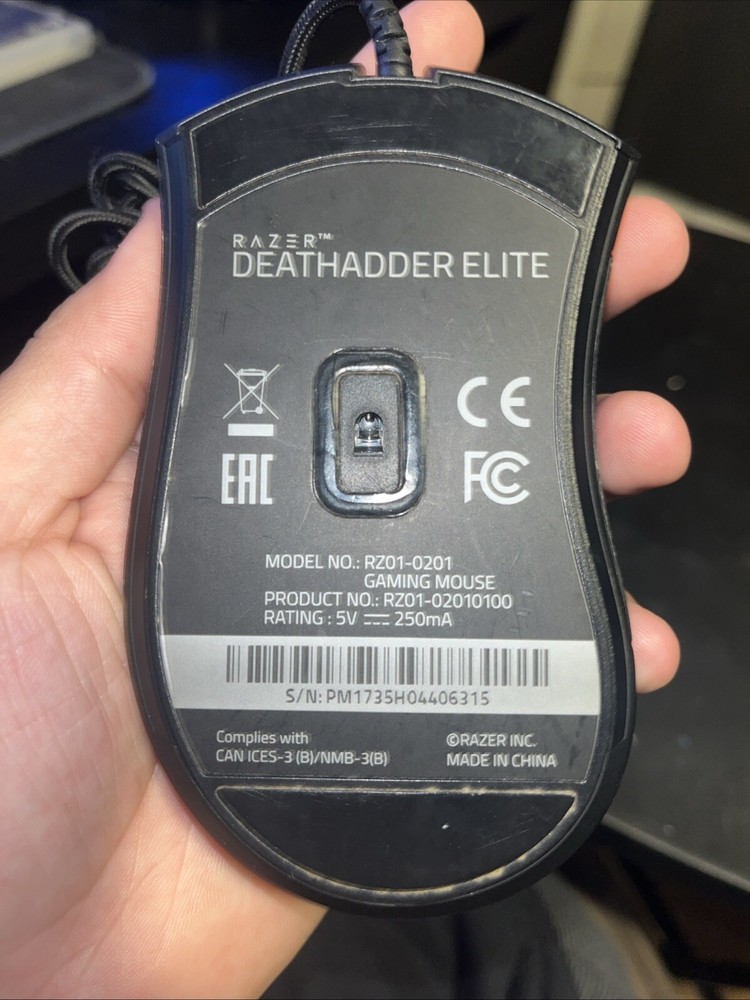 RAZER™
DEATHADDER ELITE
CE
EAC
FC
MODEL NO.: RZ01-0201
GAMING MOUSE
PRODUCT NO.: RZ01-02010100
RATING : 5V ⎓ 250mA
S/N: PM1735H04406315
Complies with
CAN ICES-3 (B)/NMB-3(B)
©RAZER INC.
MADE IN CHINA